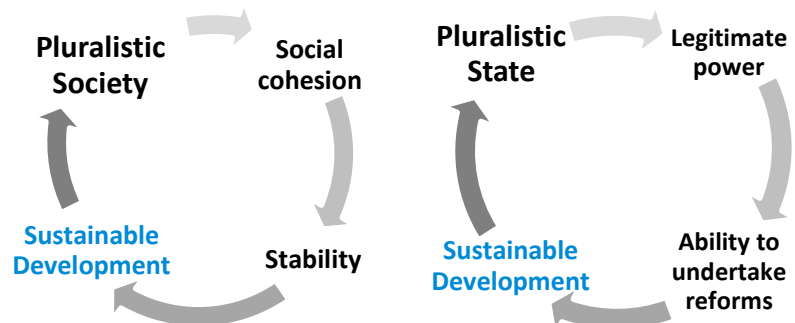 Pluralistic
Society
Social
cohesion
Stability
Sustainable
Development
Pluralistic
State
Legitimate
power
Ability to
undertake
reforms
Sustainable
Development